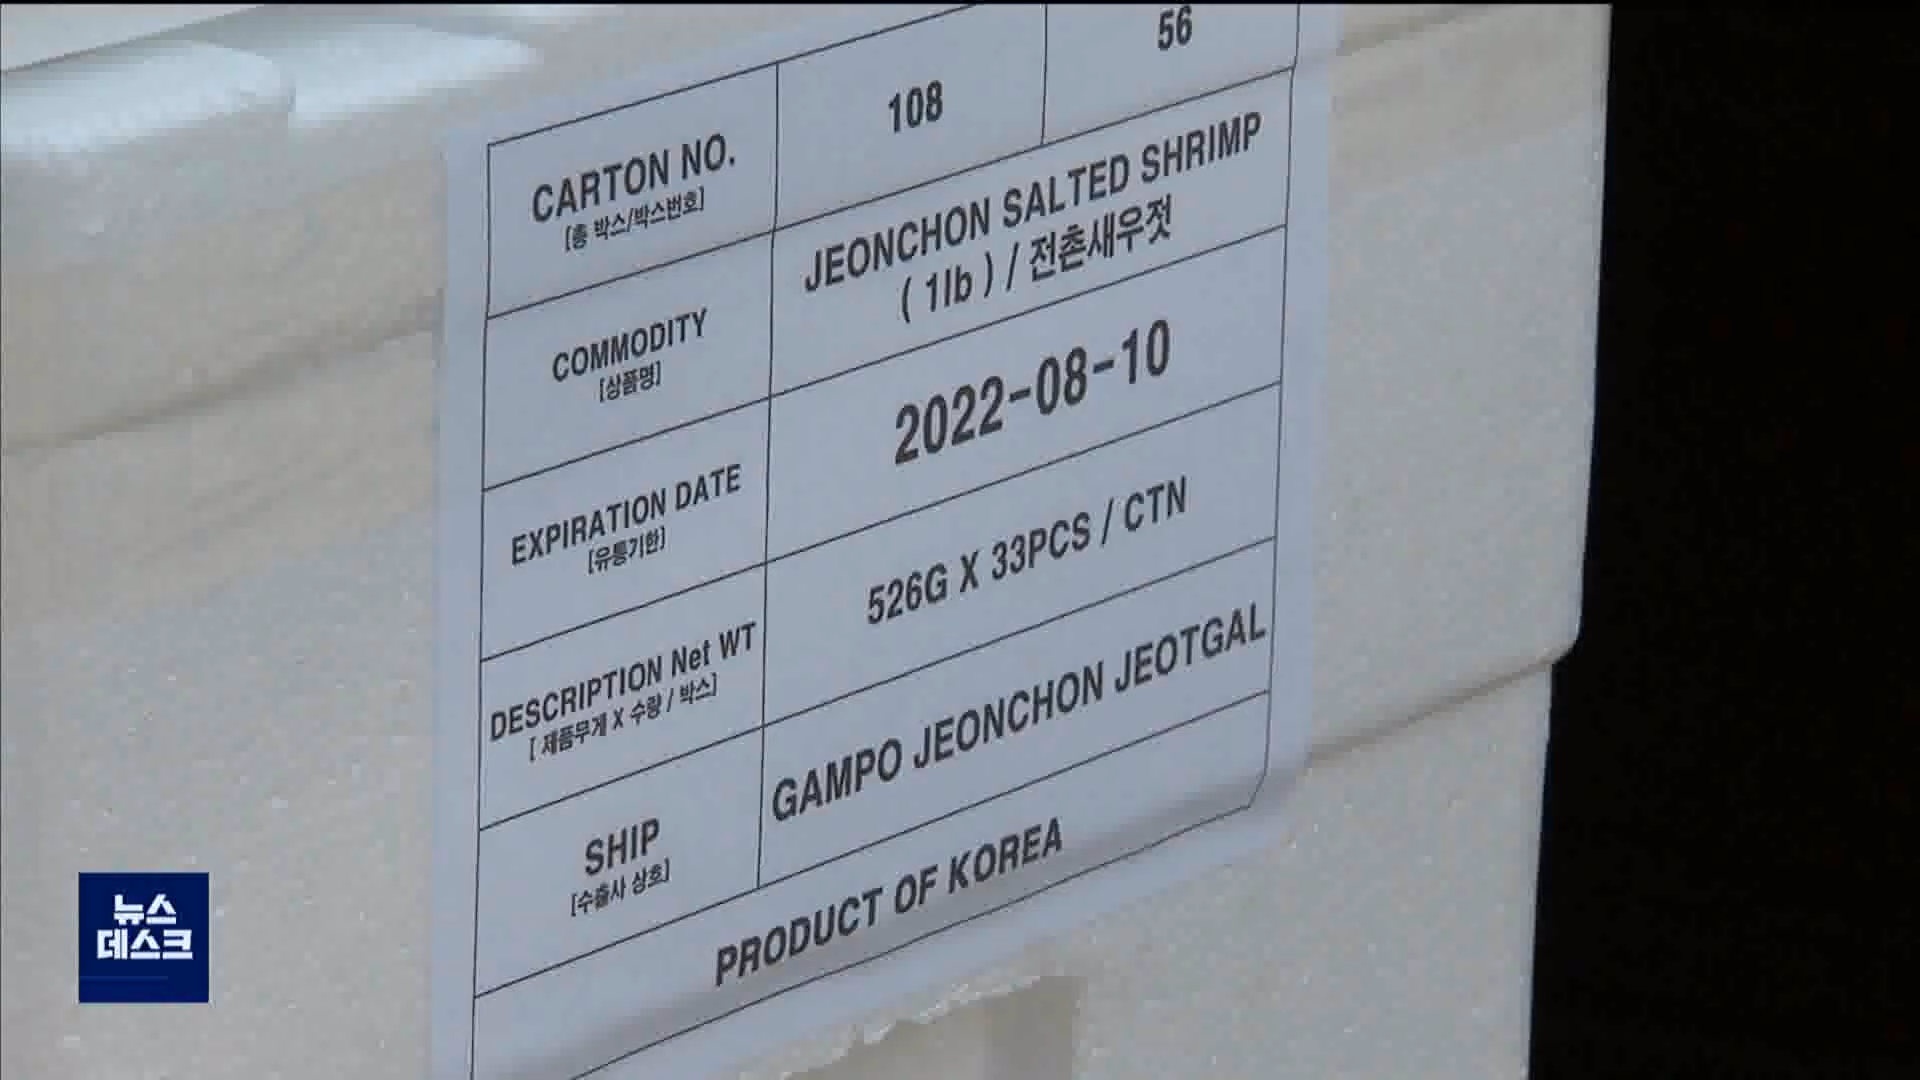 CARTON NO.
[총 박스/박스번호]
108
56
COMMODITY
[상품명]
JEONCHON SALTED SHRIMP
( 1lb ) / 전촌새우젓
EXPIRATION DATE
[유통기한]
2022-08-10
DESCRIPTION Net WT
[ 제품무게 X 수량 / 박스]
526G X 33PCS / CTN
SHIP
[수출사 상호]
GAMPO JEONCHON JEOTGAL
PRODUCT OF KOREA
뉴스
데스크